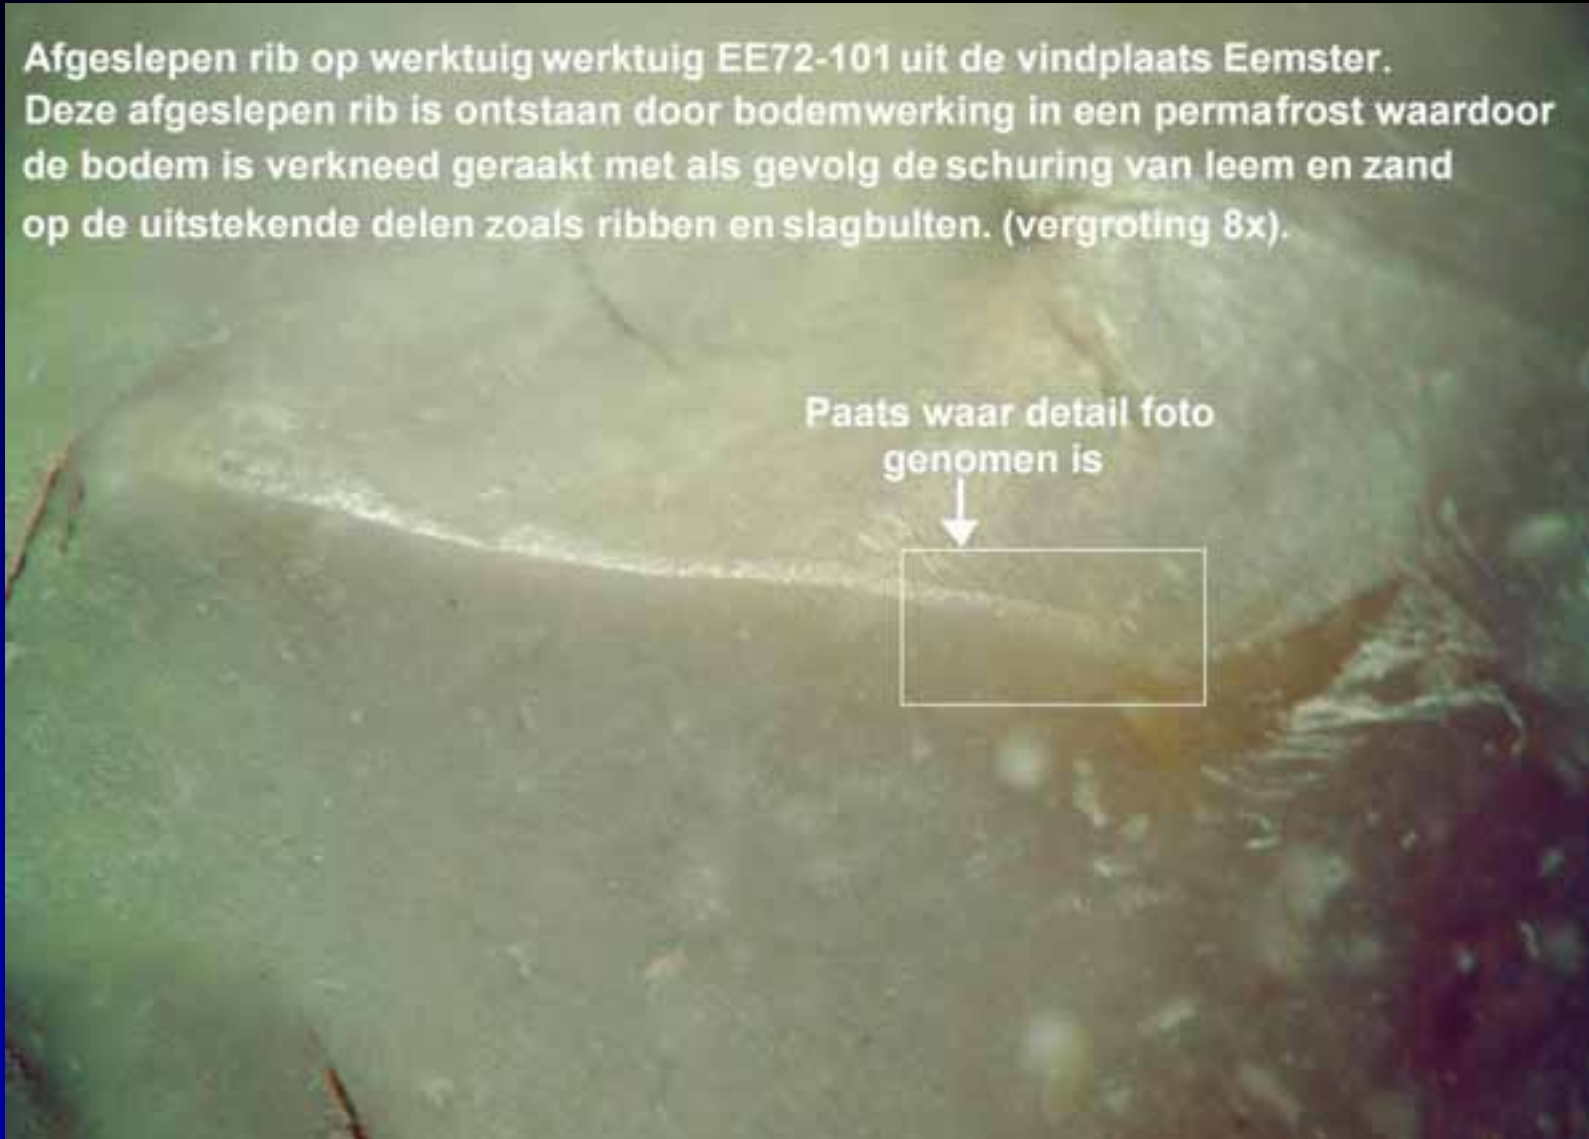 Afgeslepen rib op werktuig werktuig EE72-101 uit de vindplaats Eemster.
Deze afgeslepen rib is ontstaan door bodemwerking in een permafrost waardoor
de bodem is verkneed geraakt met als gevolg de schuring van leem en zand
op de uitstekende delen zoals ribben en slagbulten. (vergroting 8x).
Paats waar detail foto
genomen is